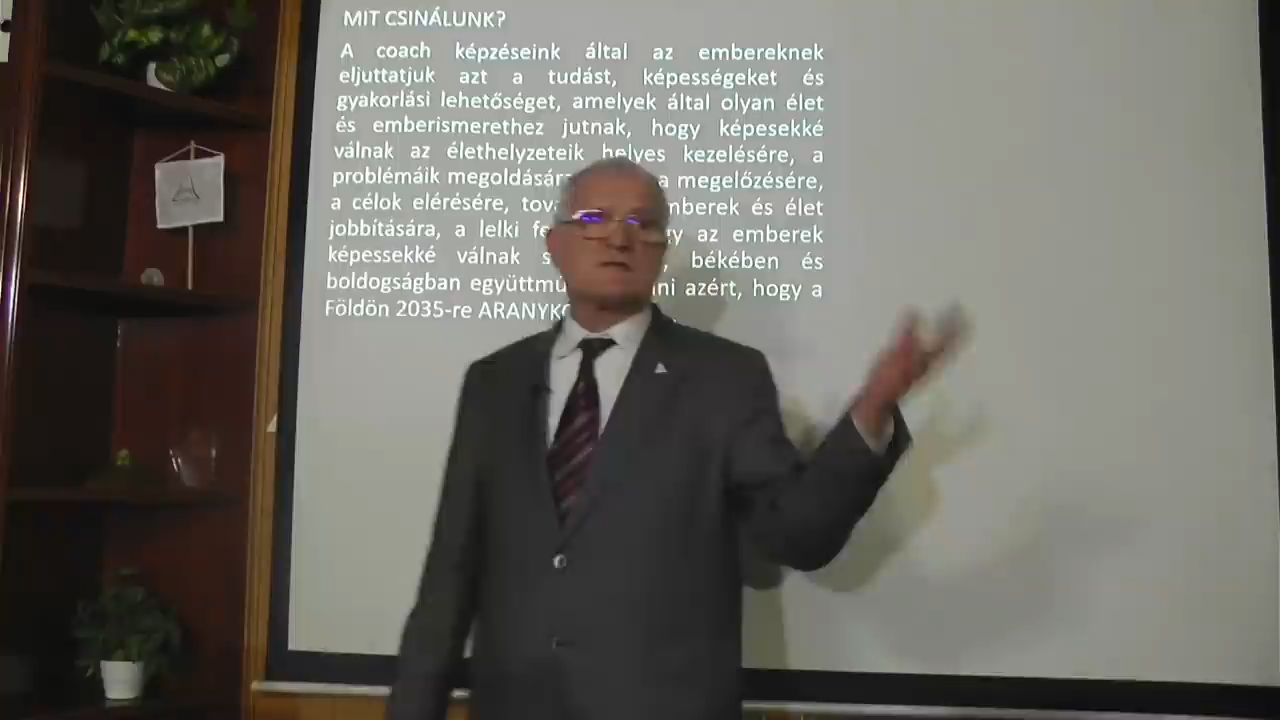 MIT CSINÁLUNK?
A coach képzéseink által az embereknek
eljuttatjuk azt a tudást, képességeket és
gyakorlási lehetőséget, amelyek által olyan élet
és emberismerethez jutnak, hogy képesekké
válnak az élethelyzeteik helyes kezelésére, a
problémáik a megelőzésére,
a célok elérésére, és élet
jobbítására, a lelki az emberek
képessekké válnak békében és
boldogságban azért, hogy a
Földön 2035-re